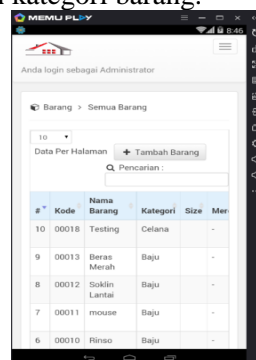 kategori barang.
MEMU PLAY
8:46
Anda login sebagai Administrator
Barang > Semua Barang
10
Data Per Halaman + Tambah Barang
Pencarian :
# Kode Nama Barang Kategori Size Mer
10 00018 Testing Celana -
9 00013 Beras Merah Baju -
8 00012 Soklin Lantai Baju -
7 00011 mouse Baju -
6 00010 Rinso Baju -